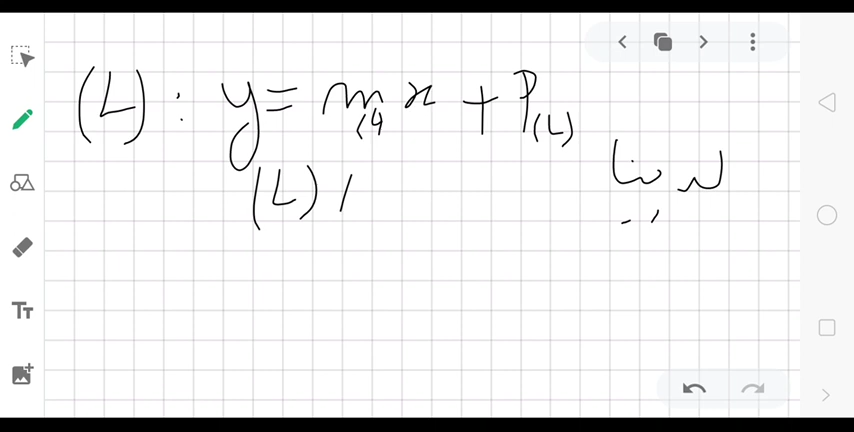 (L): y = m(L) x + P(L)
(L) /
لدينا